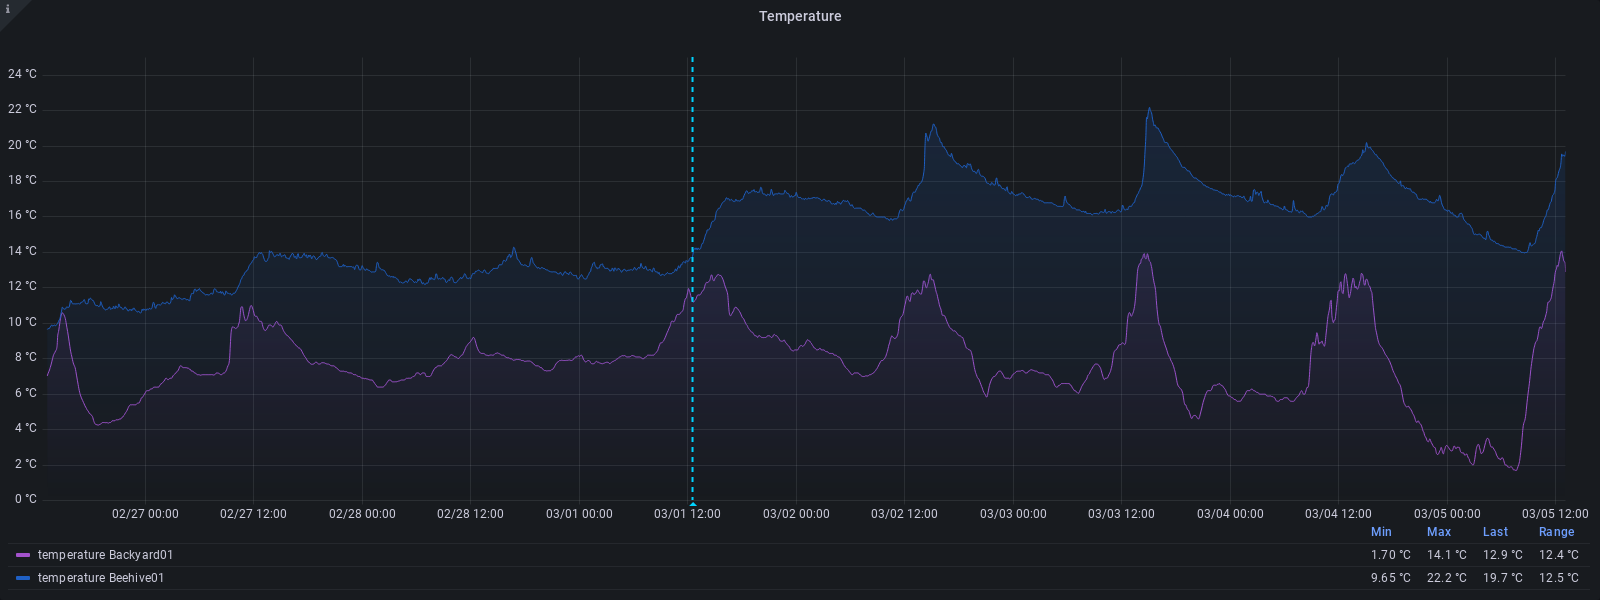 i
Temperature
24 °C
22 °C
20 °C
18 °C
16 °C
14 °C
12 °C
10 °C
8 °C
6 °C
4 °C
2 °C
0 °C
02/27 00:00 02/27 12:00 02/28 00:00 02/28 12:00 03/01 00:00 03/01 12:00 03/02 00:00 03/02 12:00 03/03 00:00 03/03 12:00 03/04 00:00 03/04 12:00 03/05 00:00 03/05 12:00
Min Max Last Range
temperature Backyard01 1.70 °C 14.1 °C 12.9 °C 12.4 °C
temperature Beehive01 9.65 °C 22.2 °C 19.7 °C 12.5 °C